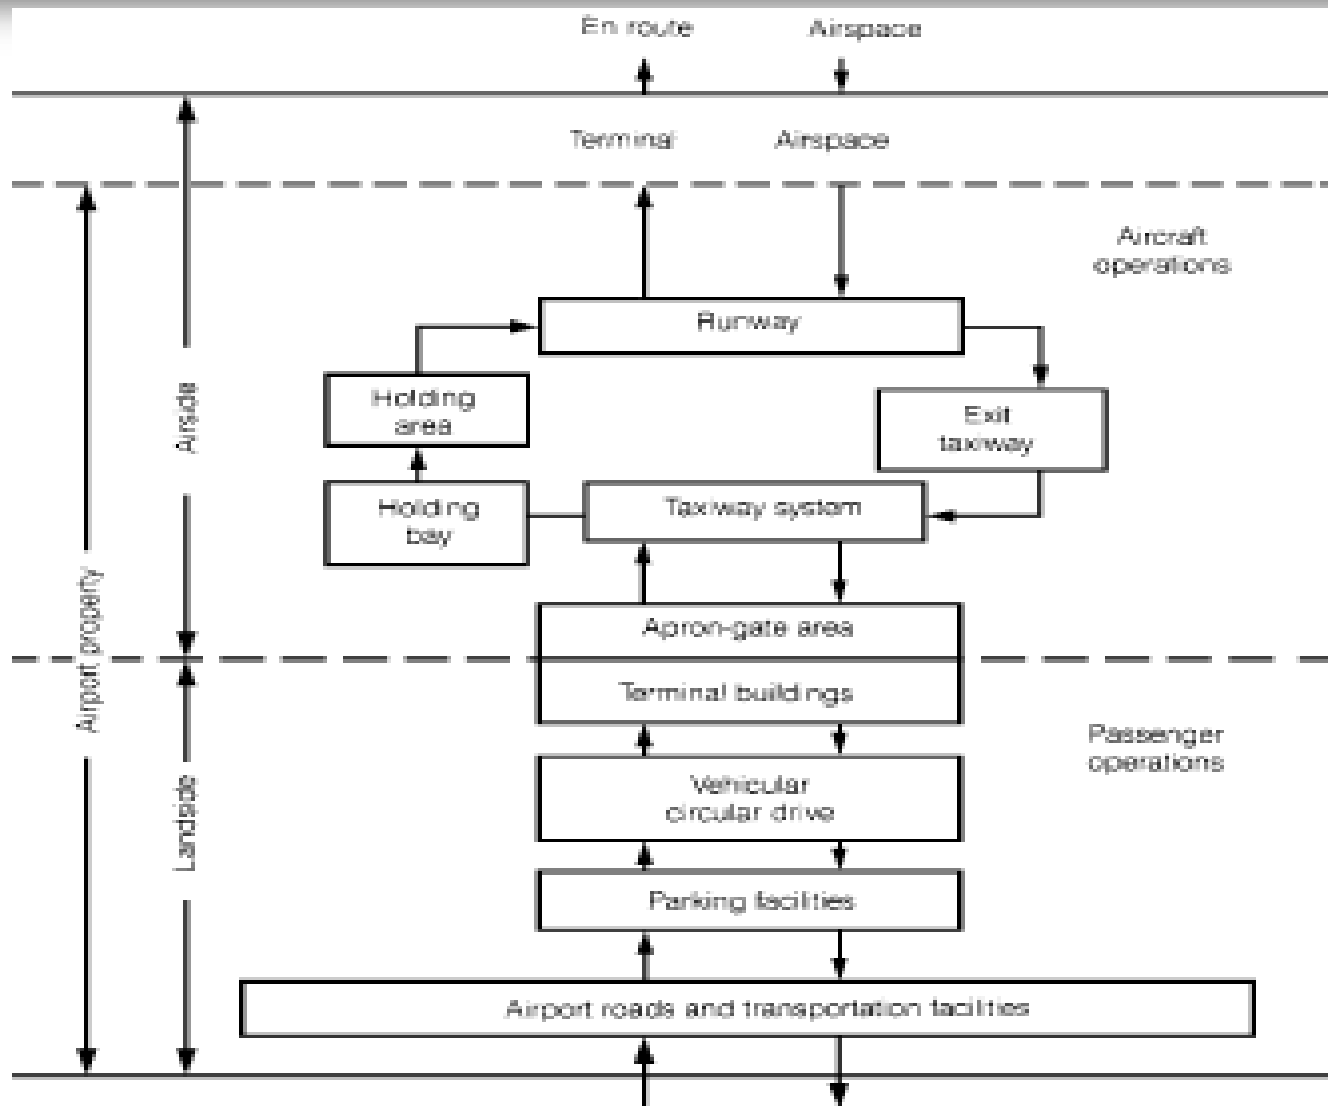 En route Airspace
Terminal Airspace
Aircraft
operations
Runway
Holding
area
Exit
taxiway
Airside
Taxiway system
Holding
bay
Apron-gate area
Airport property
Terminal buildings
Passenger
operations
Vehicular
circular drive
Landside
Parking facilities
Airport roads and transportation facilities